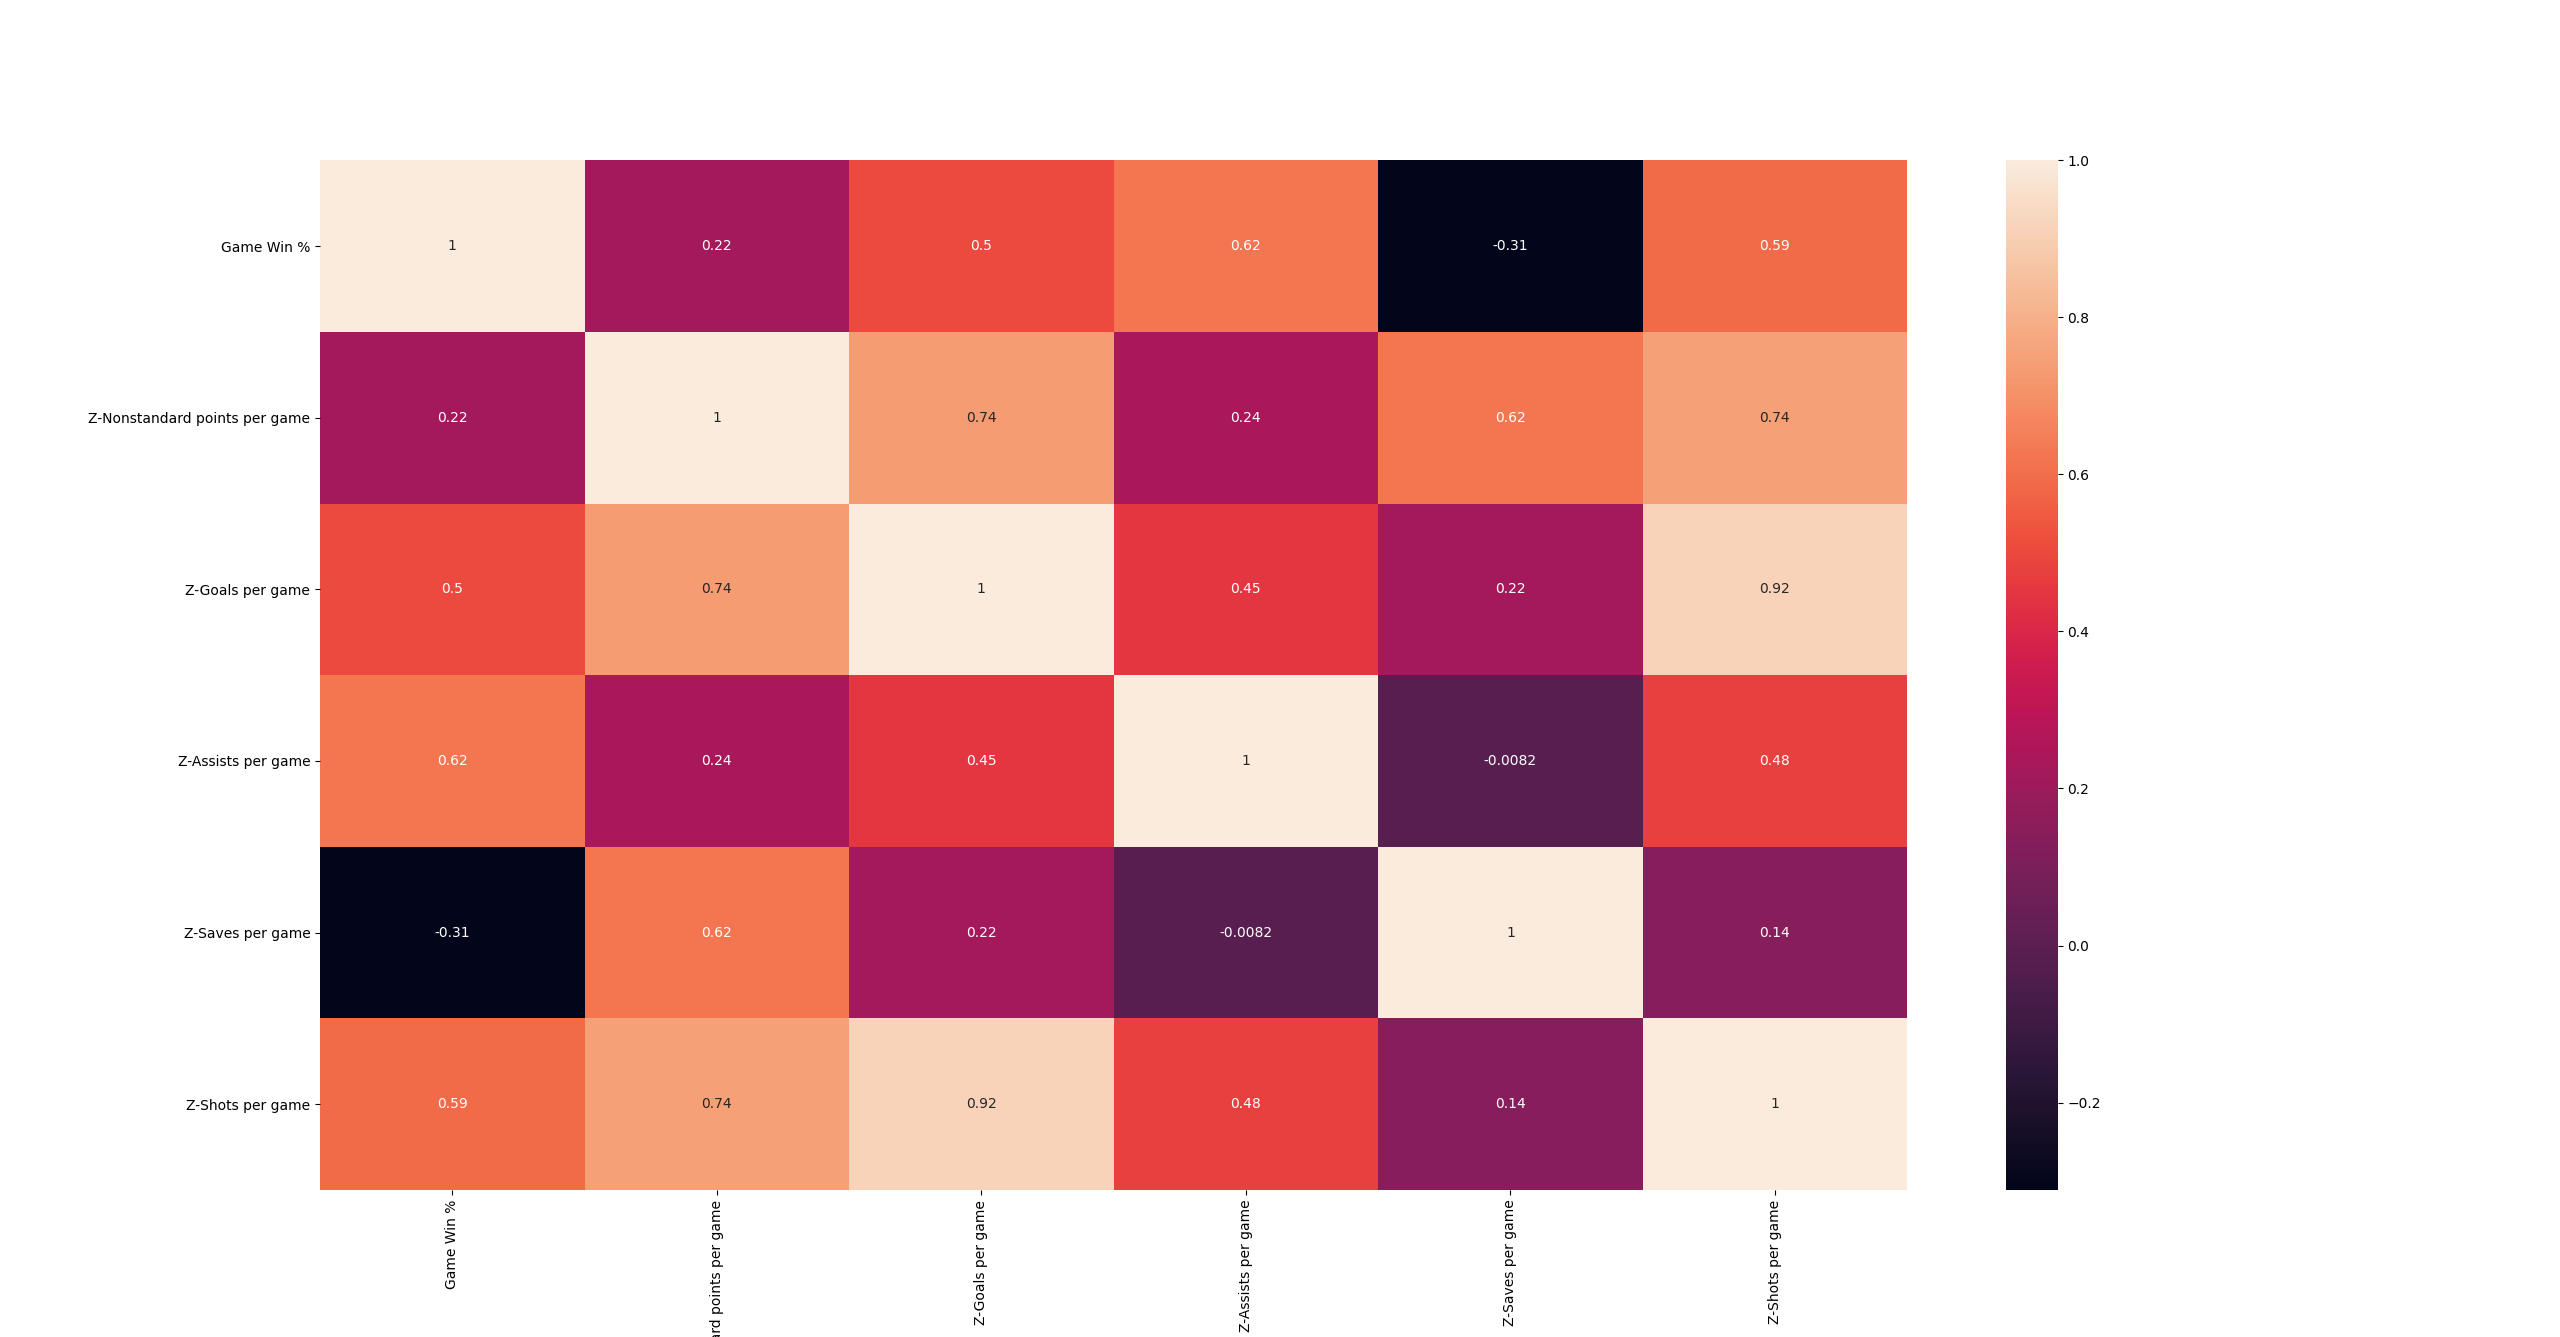 Game Win % 1 0.22 0.5 0.62 -0.31 0.59
Z-Nonstandard points per game 0.22 1 0.74 0.24 0.62 0.74
Z-Goals per game 0.5 0.74 1 0.45 0.22 0.92
Z-Assists per game 0.62 0.24 0.45 1 -0.0082 0.48
Z-Saves per game -0.31 0.62 0.22 -0.0082 1 0.14
Z-Shots per game 0.59 0.74 0.92 0.48 0.14 1
Game Win %
points per game
Z-Goals per game
Z-Assists per game
Z-Saves per game
Z-Shots per game
1.0
0.8
0.6
0.4
0.2
0.0
−0.2